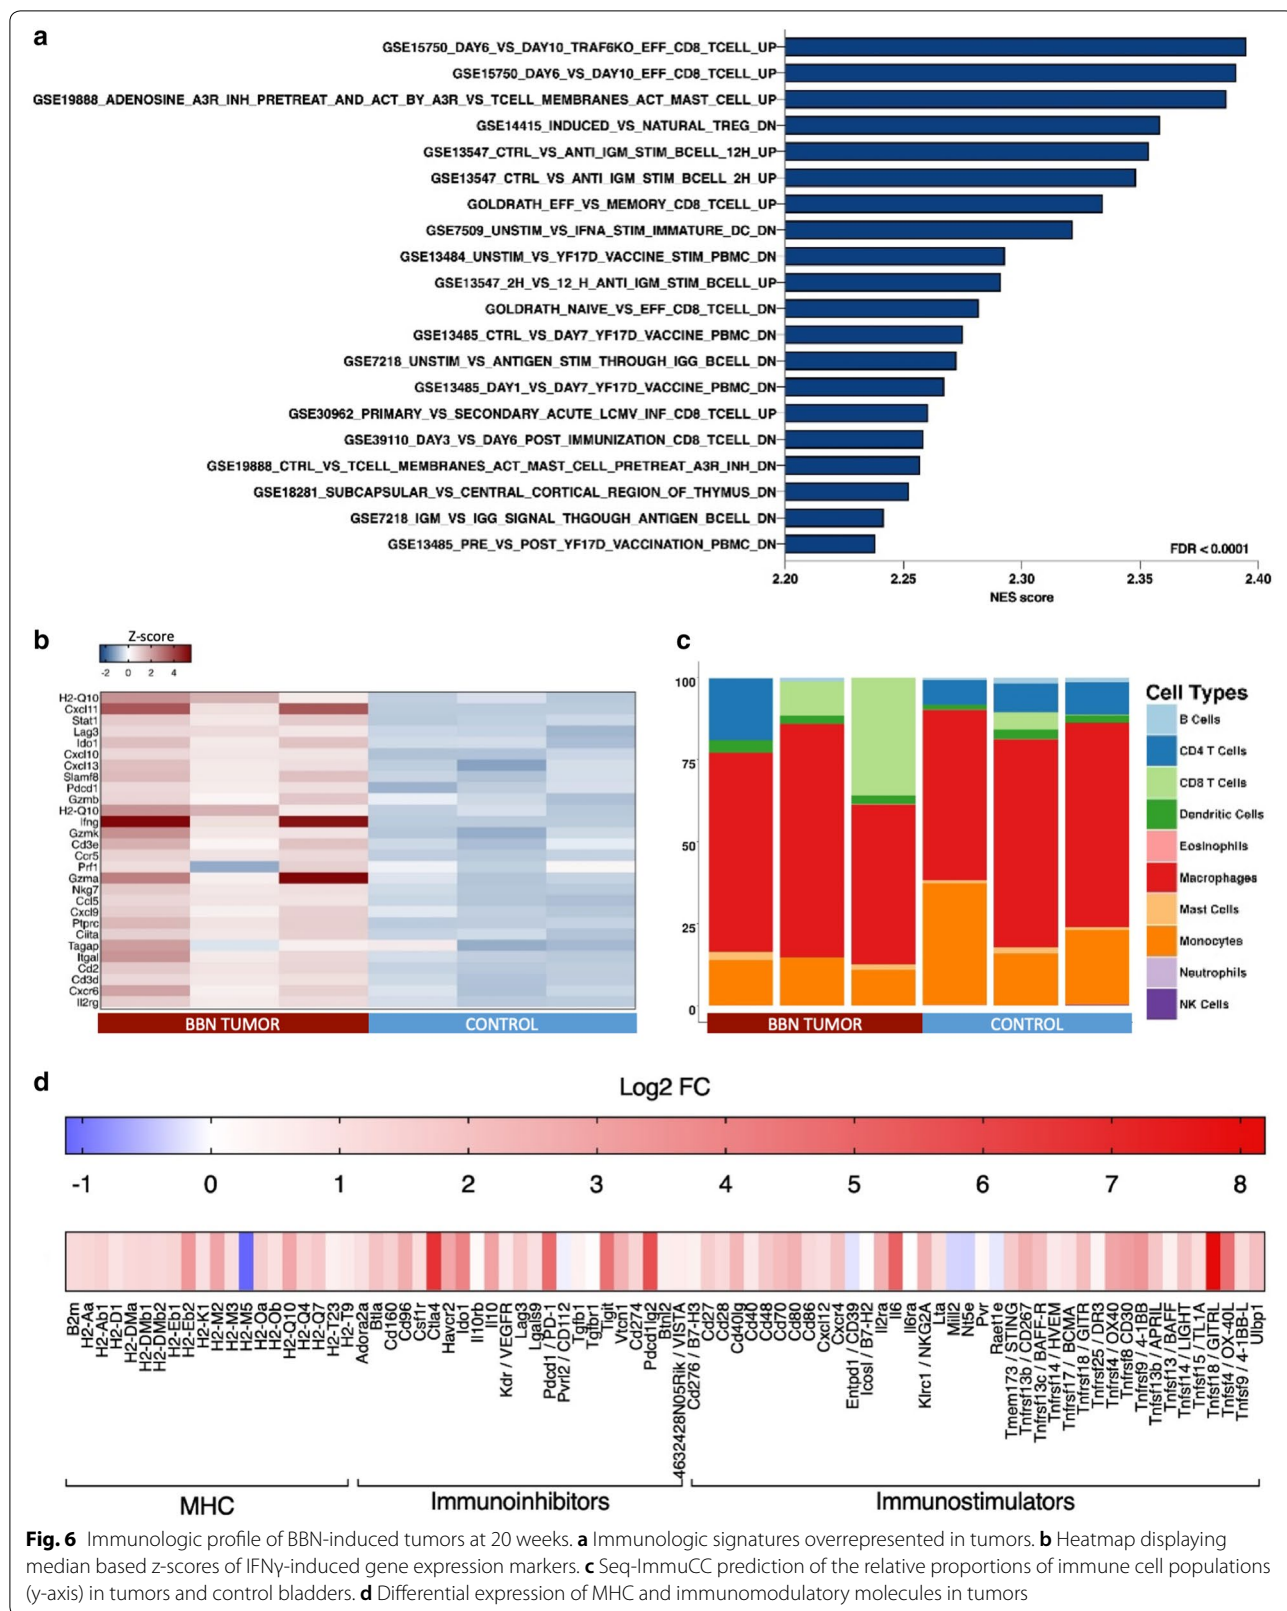 a
GSE15750_DAY6_VS_DAY10_TRAF6KO_EFF_CD8_TCELL_UP
GSE15750_DAY6_VS_DAY10_EFF_CD8_TCELL_UP
GSE19888_ADENOSINE_A3R_INH_PRETREAT_AND_ACT_BY_A3R_VS_TCELL_MEMBRANES_ACT_MAST_CELL_UP
GSE14415_INDUCED_VS_NATURAL_TREG_DN
GSE13547_CTRL_VS_ANTI_IGM_STIM_BCELL_12H_UP
GSE13547_CTRL_VS_ANTI_IGM_STIM_BCELL_2H_UP
GOLDRATH_EFF_VS_MEMORY_CD8_TCELL_UP
GSE7509_UNSTIM_VS_IFNA_STIM_IMMATURE_DC_DN
GSE13484_UNSTIM_VS_YF17D_VACCINE_STIM_PBMC_DN
GSE13547_2H_VS_12_H_ANTI_IGM_STIM_BCELL_UP
GOLDRATH_NAIVE_VS_EFF_CD8_TCELL_DN
GSE13485_CTRL_VS_DAY7_YF17D_VACCINE_PBMC_DN
GSE7218_UNSTIM_VS_ANTIGEN_STIM_THROUGH_IGG_BCELL_DN
GSE13485_DAY1_VS_DAY7_YF17D_VACCINE_PBMC_DN
GSE30962_PRIMARY_VS_SECONDARY_ACUTE_LCMV_INF_CD8_TCELL_UP
GSE39110_DAY3_VS_DAY6_POST_IMMUNIZATION_CD8_TCELL_DN
GSE19888_CTRL_VS_TCELL_MEMBRANES_ACT_MAST_CELL_PRETREAT_A3R_INH_DN
GSE18281_SUBCAPSULAR_VS_CENTRAL_CORTICAL_REGION_OF_THYMUS_DN
GSE7218_IGM_VS_IGG_SIGNAL_THGOUGH_ANTIGEN_BCELL_DN
GSE13485_PRE_VS_POST_YF17D_VACCINATION_PBMC_DN
FDR < 0.0001
2.20 2.25 2.30 2.35 2.40
NES score
b
Z-score
-2 0 2 4
H2-Q10
Cxcl11
Stat1
Lag3
Ido1
Cxcl10
Cxcl13
Slamf8
Pdcd1
Gzmb
H2-Q10
Ifng
Gzmk
Cd3e
Ccr5
Prf1
Gzma
Nkg7
Ccl5
Cxcl9
Ptprc
Ciita
Tagap
Itgal
Cd2
Cd3d
Cxcr6
Il2rg
BBN TUMOR CONTROL
c
100
75
50
25
0
BBN TUMOR CONTROL
Cell Types
B Cells
CD4 T Cells
CD8 T Cells
Dendritic Cells
Eosinophils
Macrophages
Mast Cells
Monocytes
Neutrophils
NK Cells
d
Log2 FC
-1 0 1 2 3 4 5 6 7 8
B2m
H2-Aa
H2-Ab1
H2-D1
H2-DMa
H2-DMb1
H2-DMb2
H2-Eb1
H2-Eb2
H2-K1
H2-M2
H2-M3
H2-M5
H2-Oa
H2-Ob
H2-Q10
H2-Q4
H2-Q7
H2-T23
H2-T9
Adora2a
Btla
Cd160
Cd96
Csf1r
Ctla4
Havcr2
Ido1
Il10rb
Il10
Kdr / VEGFR
Lag3
Lgals9
Pdcd1 / PD-1
Pvrl2 / CD112
Tgfb1
Tgfbr1
Tigit
Vtcn1
Cd274
Pdcd1lg2
Btnl2
4632428N05Rik / VISTA
Cd276 / B7-H3
Cd27
Cd28
Cd40lg
Cd40
Cd48
Cd70
Cd80
Cd86
Cxcl12
Cxcr4
Entpd1 / CD39
Icosl / B7-H2
Il2ra
Il6
Il6ra
Klrc1 / NKG2A
Lta
Mill2
Nt5e
Pvr
Raet1e
Tmem173 / STING
Tnfrsf13b / CD267
Tnfrsf13c / BAFF-R
Tnfrsf14 / HVEM
Tnfrsf17 / BCMA
Tnfrsf18 / GITR
Tnfrsf25 / DR3
Tnfrsf4 / OX40
Tnfrsf8 CD30
Tnfrsf9 / 4-1BB
Tnfsf13b / APRIL
Tnfsf13 / BAFF
Tnfsf14 / LIGHT
Tnfsf15 / TL1A
Tnfsf18 / GITRL
Tnfsf4 / OX-40L
Tnfsf9 / 4-1BB-L
Ulbp1
MHC Immunoinhibitors Immunostimulators
Fig. 6 Immunologic profile of BBN-induced tumors at 20 weeks. a Immunologic signatures overrepresented in tumors. b Heatmap displaying
median based z-scores of IFNγ-induced gene expression markers. c Seq-ImmuCC prediction of the relative proportions of immune cell populations
(y-axis) in tumors and control bladders. d Differential expression of MHC and immunomodulatory molecules in tumors